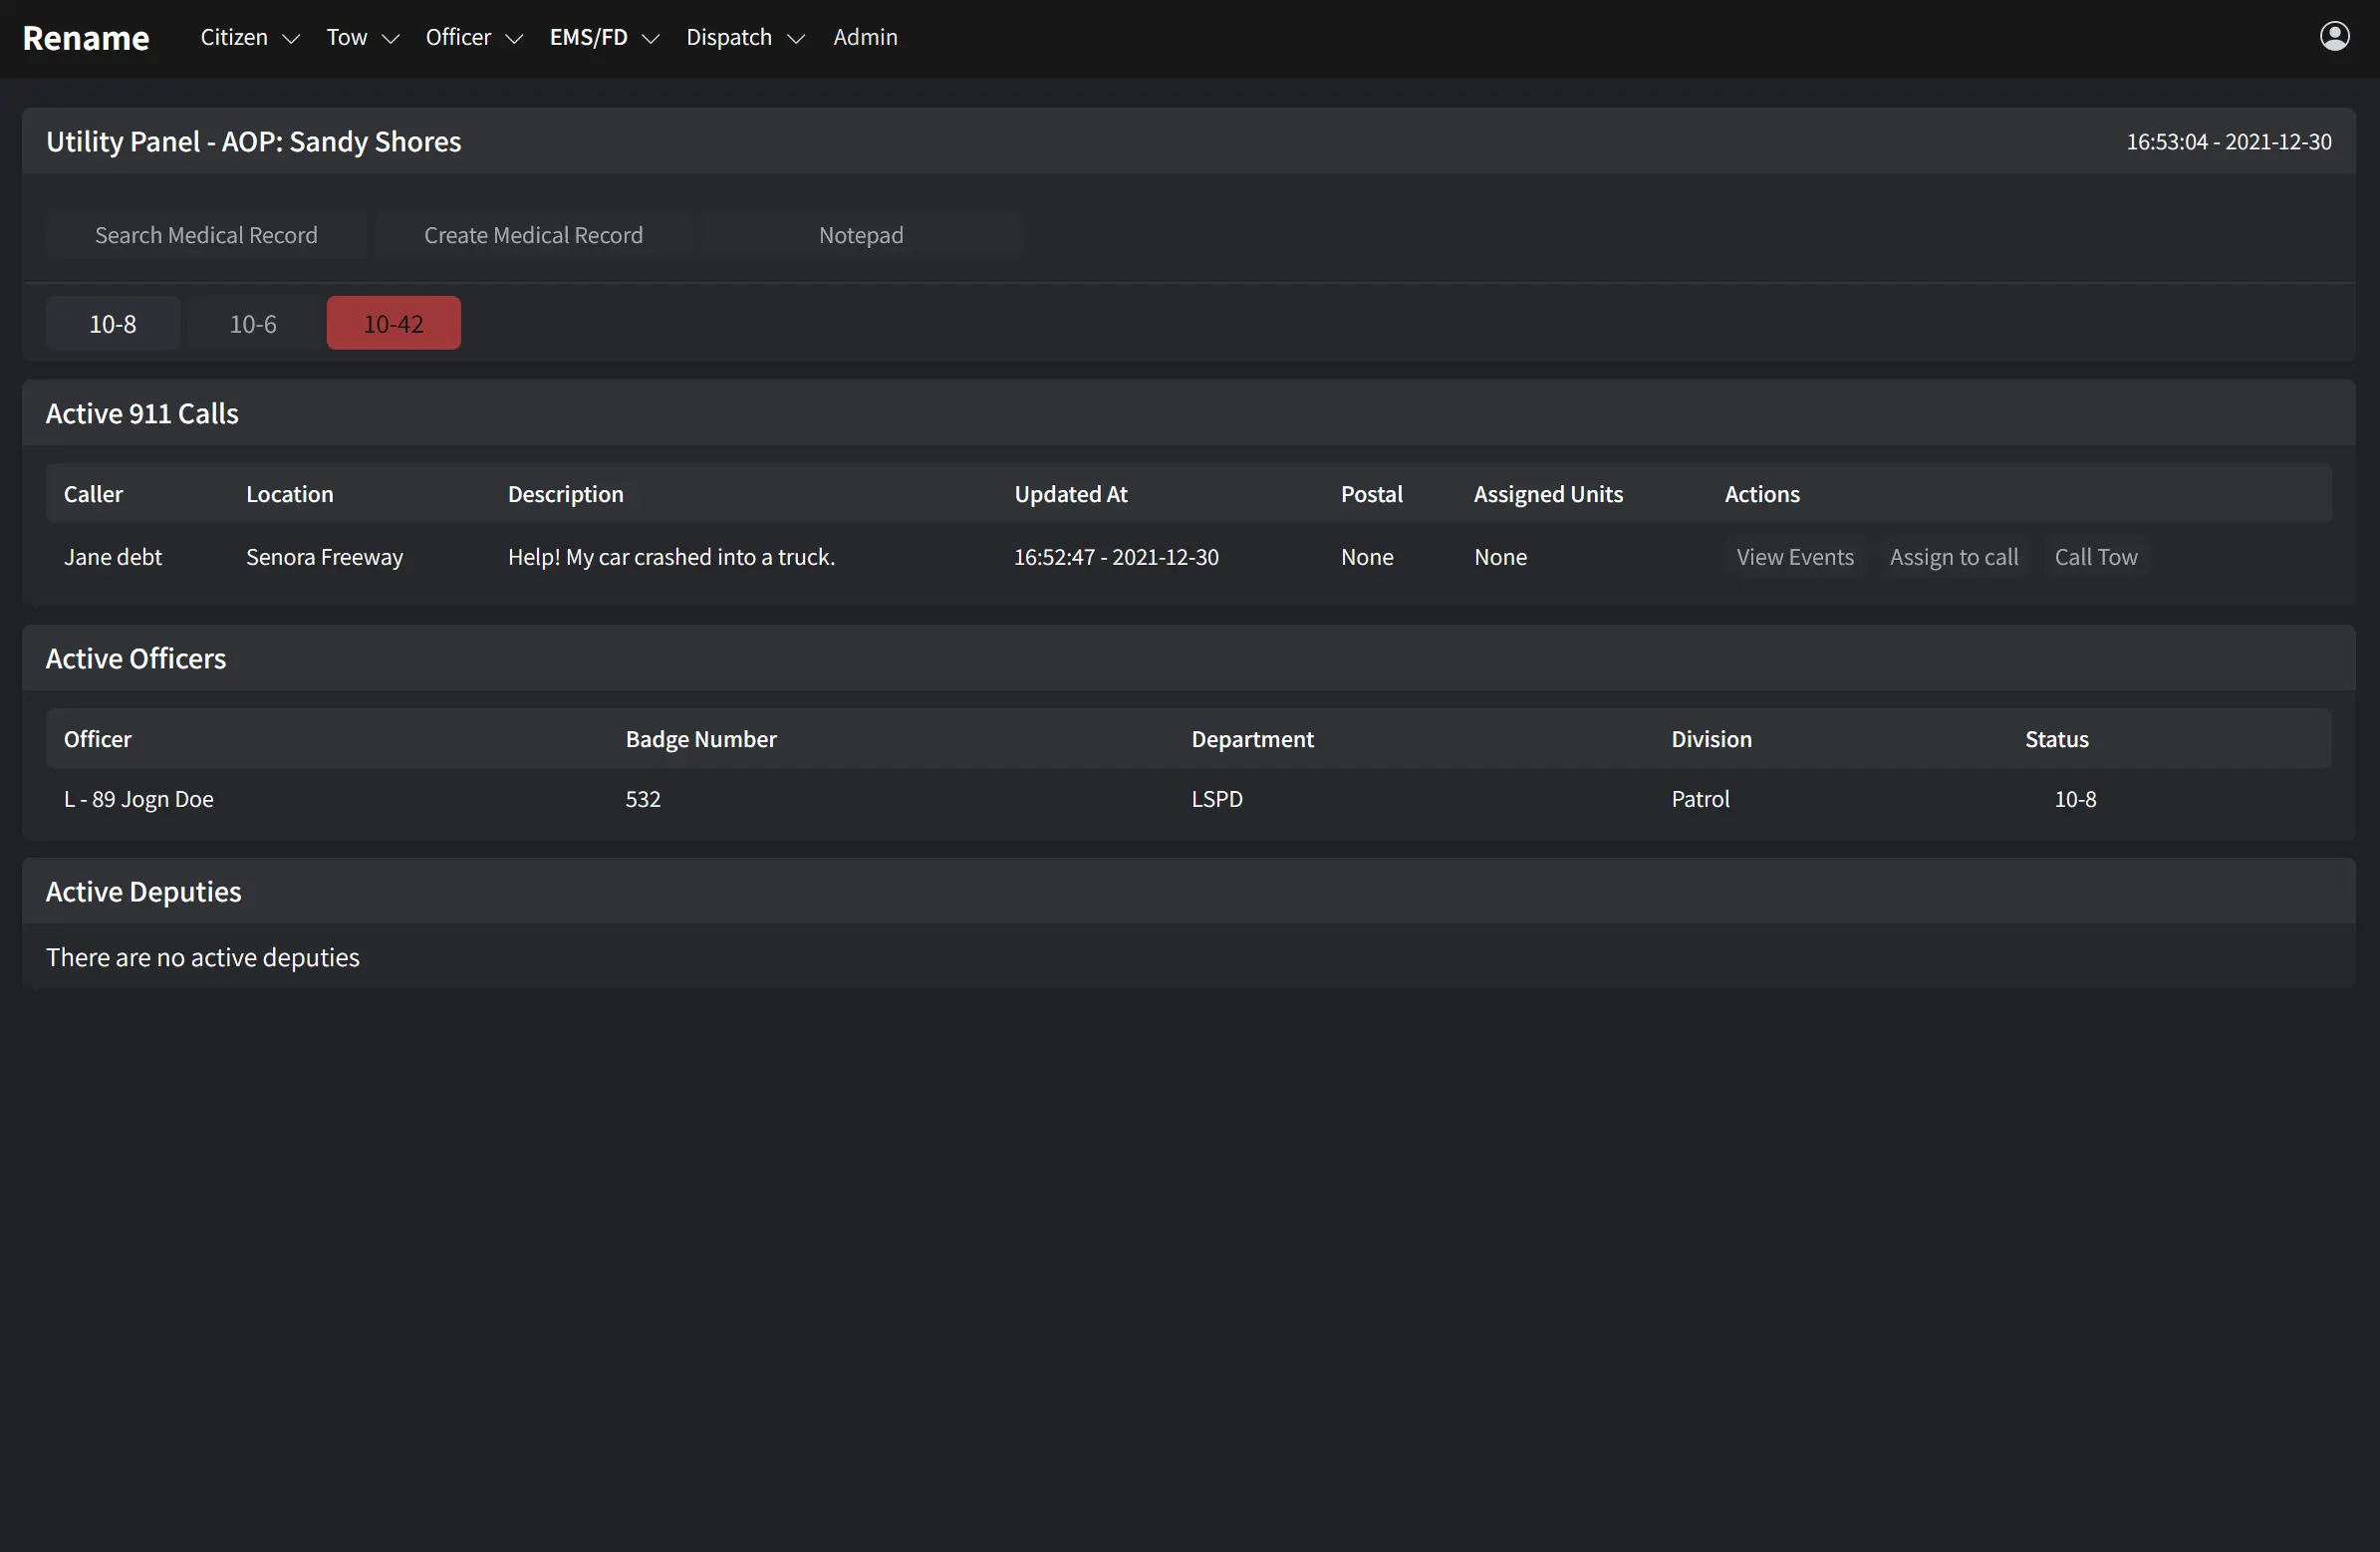 Rename Citizen Tow Officer EMS/FD Dispatch Admin
Utility Panel - AOP: Sandy Shores 16:53:04 - 2021-12-30
Search Medical Record Create Medical Record Notepad
10-8 10-6 10-42
Active 911 Calls
Caller Location Description Updated At Postal Assigned Units Actions
Jane debt Senora Freeway Help! My car crashed into a truck. 16:52:47 - 2021-12-30 None None View Events Assign to call Call Tow
Active Officers
Officer Badge Number Department Division Status
L - 89 Jogn Doe 532 LSPD Patrol 10-8
Active Deputies
There are no active deputies